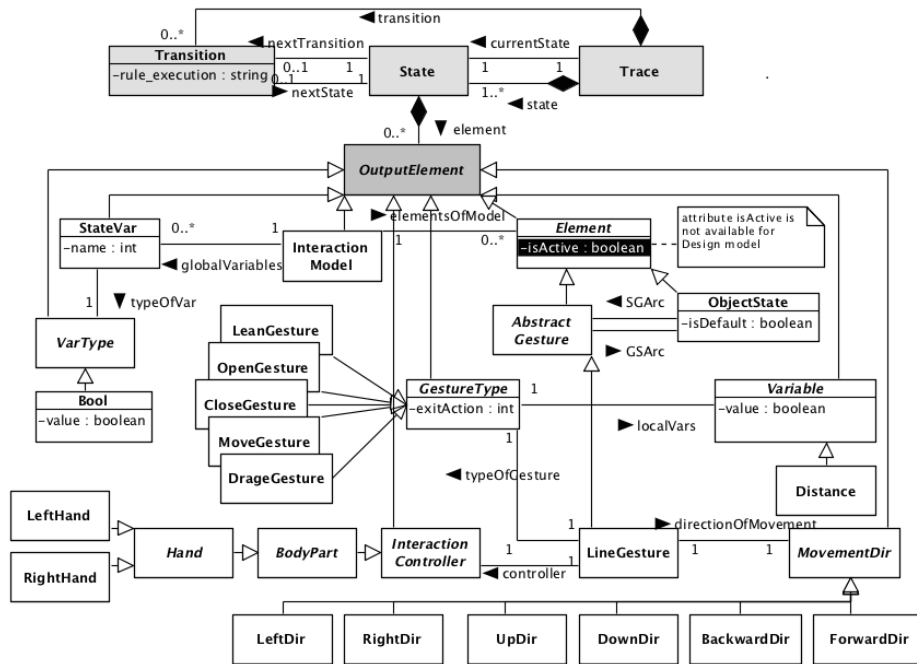 ◄ transition
0..*
Transition
-rule_execution : string
◄ nextTransition
0..1
1
0..1
1
► nextState
State
◄ currentState
1
1
1..*
◄ state
Trace
0..*
▼ element
OutputElement
StateVar
-name : int
0..*
1
◄ globalVariables
Interaction
Model
► elementsOfModel
1
0..*
Element
-isActive : boolean
attribute isActive is
not available for
Design model
1
▼ typeOfVar
VarType
Bool
-value : boolean
LeanGesture
OpenGesture
CloseGesture
MoveGesture
DrageGesture
Abstract
Gesture
◄ SGArc
► GSArc
ObjectState
-isDefault : boolean
GestureType
-exitAction : int
1
1
► localVars
Variable
-value : boolean
Distance
◄ typeOfGesture
1
LeftHand
RightHand
Hand
BodyPart
Interaction
Controller
1
1
◄ controller
LineGesture
► directionOfMovement
1
1
MovementDir
LeftDir
RightDir
UpDir
DownDir
BackwardDir
ForwardDir